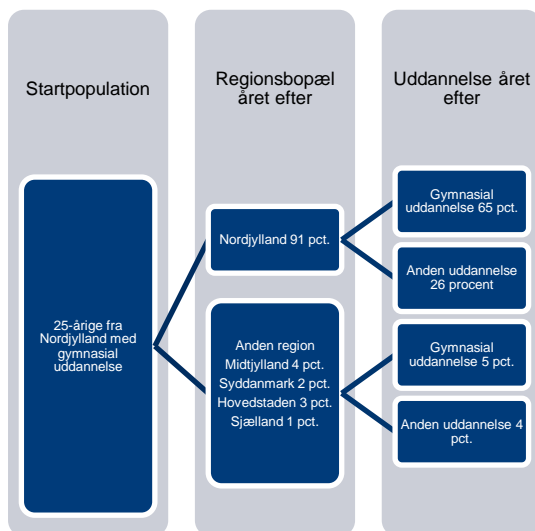 Startpopulation
Regionsbopæl
året efter
Uddannelse året
efter
25-årige fra
Nordjylland med
gymnasial
uddannelse
Nordjylland 91 pct.
Anden region
Midtjylland 4 pct.
Syddanmark 2 pct.
Hovedstaden 3 pct.
Sjælland 1 pct.
Gymnasial
uddannelse 65 pct.
Anden uddannelse
26 procent
Gymnasial
uddannelse 5 pct.
Anden uddannelse 4
pct.